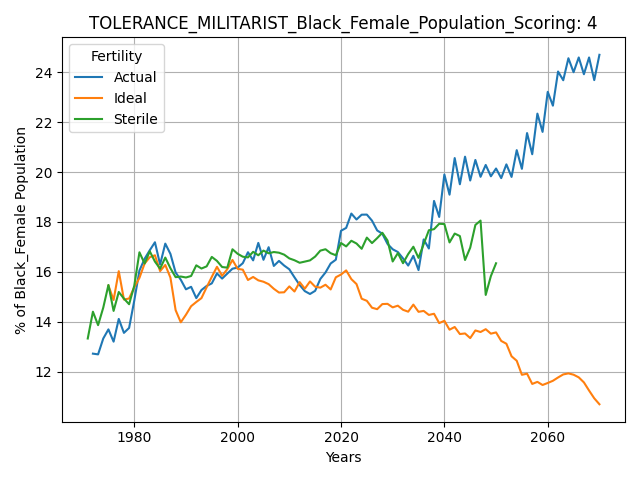 TOLERANCE_MILITARIST_Black_Female_Population_Scoring: 4
% of Black_Female Population
24
22
20
18
16
14
12
Fertility
Actual
Ideal
Sterile
1980 2000 2020 2040 2060
Years